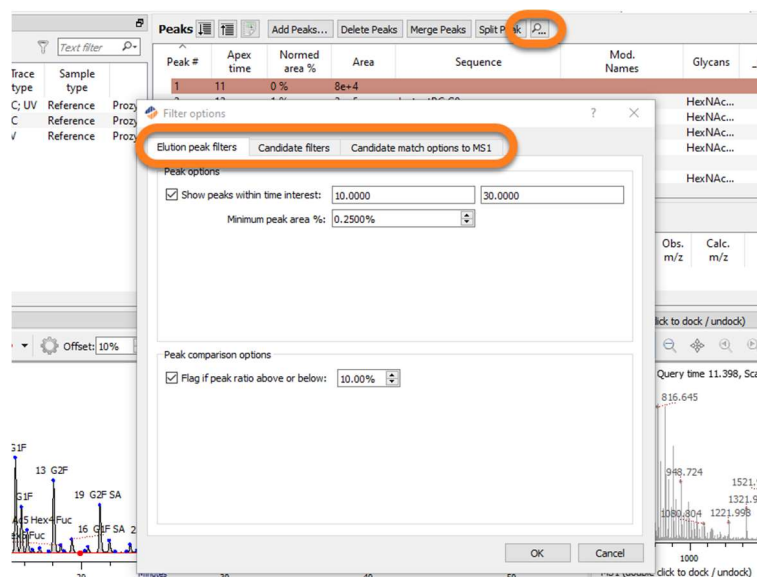 Peaks Add Peaks... Delete Peaks Merge Peaks Split Peak
Text filter
Trace type Sample type
C; UV Reference Prozy
C Reference Prozy
V Reference Prozy
Peak # Apex time Normed area % Area Sequence Mod. Names Glycans
1 11 0 % 8e+4
HexNAc...
HexNAc...
HexNAc...
HexNAc...
HexNAc...
Filter options ? ×
Elution peak filters Candidate filters Candidate match options to MS1
Peak options
Show peaks within time interest: 10.0000 30.0000
Minimum peak area %: 0.2500%
Peak comparison options
Flag if peak ratio above or below: 10.00%
OK Cancel
Obs. m/z Calc. m/z
lick to dock / undock)
Offset: 10%
Query time 11.398, Sca
816.645
948.724
1521.
1321.9
1080.804 1221.998
1000
G1F
13 G2F
G1F
19 G2F SA
Hex4 Fuc
16 G1F SA 2
Fuc
20
Minutes
30
40
50
MS1 (double click to dock / undock)